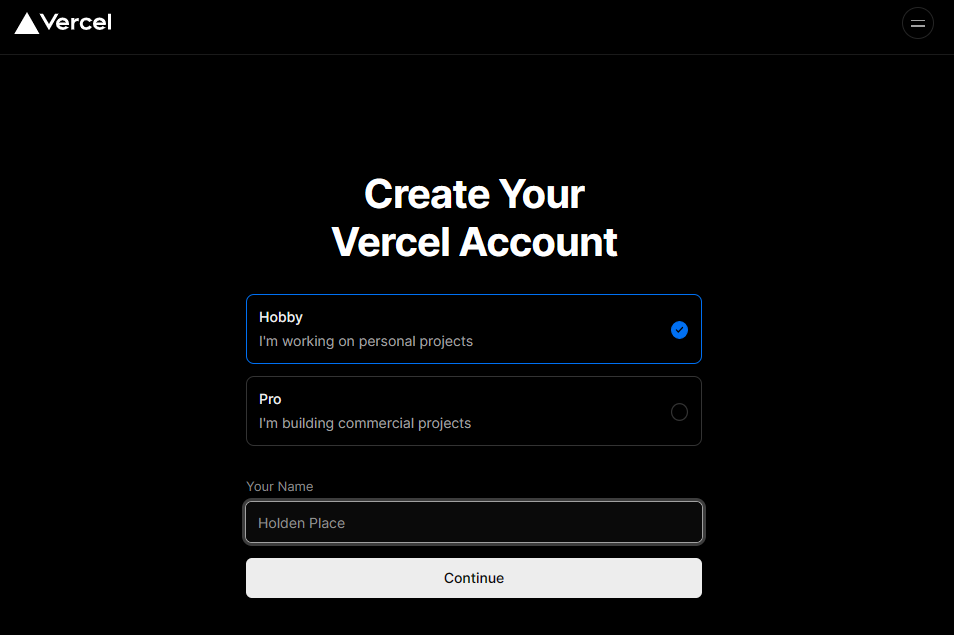 Vercel
Create Your
Vercel Account
Hobby
I'm working on personal projects
Pro
I'm building commercial projects
Your Name
Holden Place
Continue